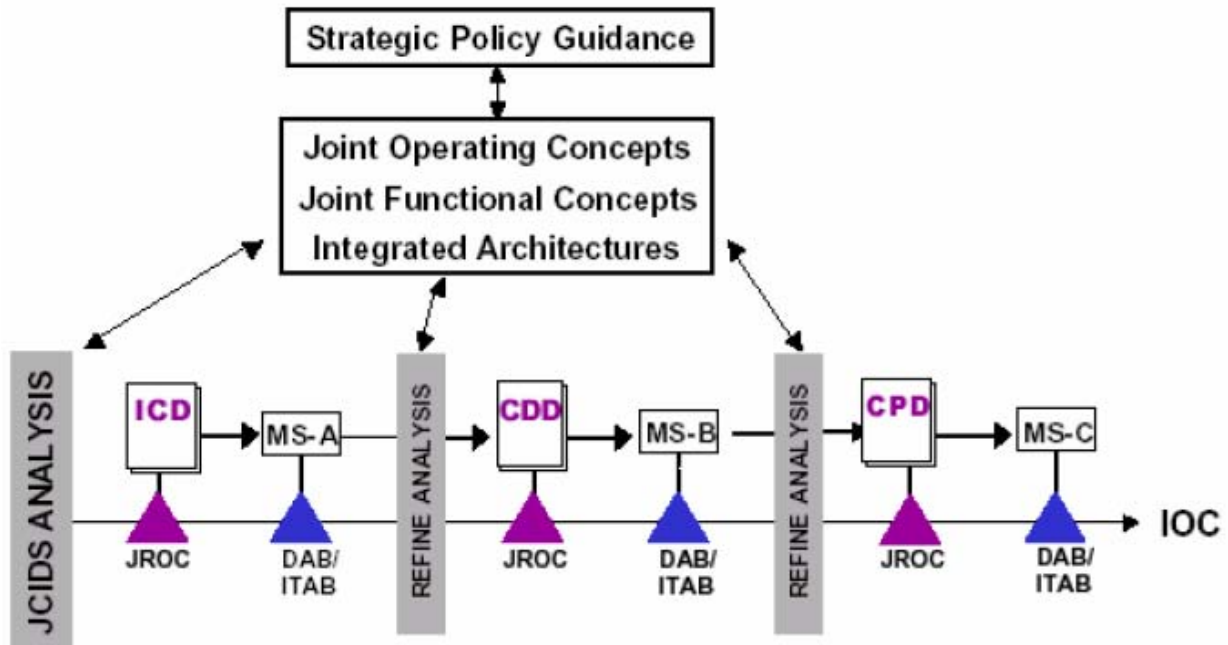 Strategic Policy Guidance
Joint Operating Concepts
Joint Functional Concepts
Integrated Architectures
JCIDS ANALYSIS
ICD
MS-A
REFINE ANALYSIS
CDD
MS-B
REFINE ANALYSIS
CPD
MS-C
JROC
DAB/
ITAB
JROC
DAB/
ITAB
JROC
DAB/
ITAB
IOC